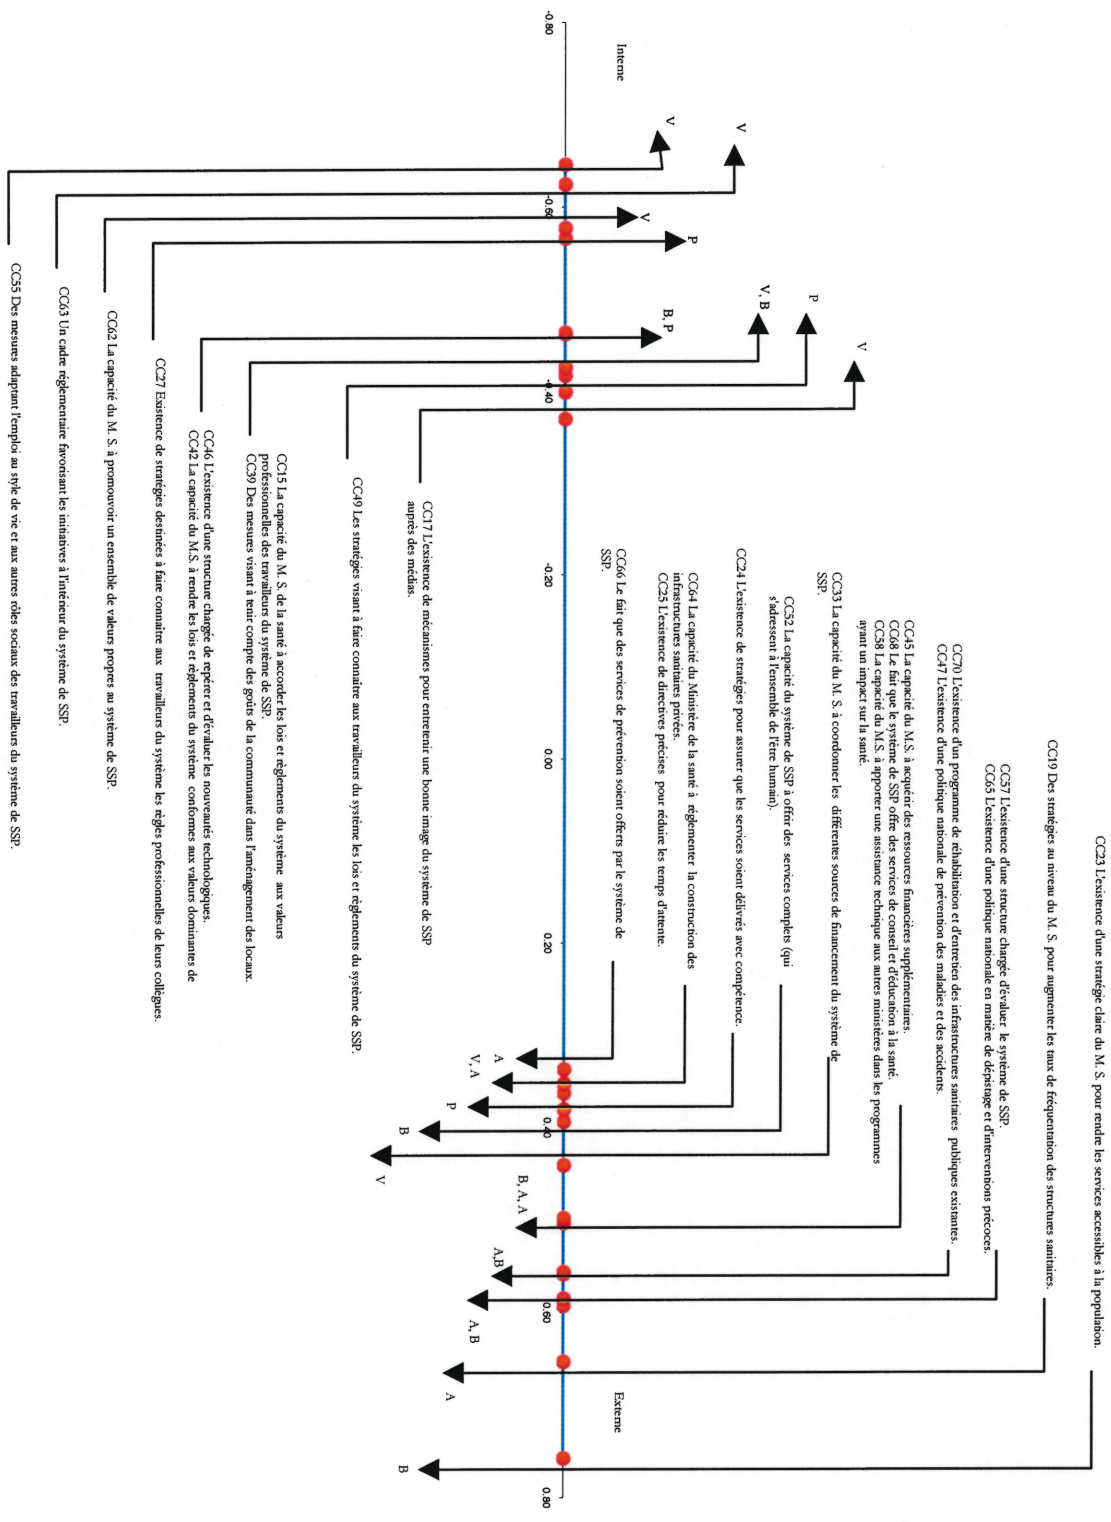 CC23 L'existence d'une stratégie claire du M. S. pour rendre les services accessibles à la population.
CC19 Des stratégies au niveau du M. S. pour augmenter les taux de fréquentation des structures sanitaires.
CC57 L'existence d'une structure chargée d'évaluer le système de SSP.
CC65 L'existence d'une politique nationale en matière de dépistage et d'interventions précoces.
CC70 L'existence d'un programme de réhabilitation et d'entretien des infrastructures sanitaires publiques existantes.
CC47 L'existence d'une politique nationale de prévention des maladies et des accidents.
CC45 La capacité du M.S. à acquérir des ressources financières supplémentaires.
CC68 Le fait que le système de SSP offre des services de conseil et d'éducation à la santé.
CC58 La capacité du M.S. à apporter une assistance technique aux autres ministères dans les programmes
ayant un impact sur la santé.
CC33 La capacité du M. S. à coordonner les différentes sources de financement du système de
SSP.
CC52 La capacité du système de SSP à offrir des services complets (qui
s'adressent à l'ensemble de l'être humain).
CC24 L'existence de stratégies pour assurer que les services soient délivrés avec compétence.
CC64 La capacité du Ministère de la santé à réglementer la construction des
infrastructures sanitaires privées.
CC25 L'existence de directives précises pour réduire les temps d'attente.
CC66 Le fait que des services de prévention soient offerts par le système de
SSP.
V
P
V, B
V
P
B, P
V
V
Interne
Externe
-0.80
-0.60
-0.40
-0.20
0.00
0.20
0.40
0.60
0.80
A
V, A
P
B
V
B, A, A
A,B
A, B
A
B
CC17 L'existence de mécanismes pour entretenir une bonne image du système de SSP
auprès des médias.
CC49 Les stratégies visant à faire connaître aux travailleurs du système les lois et règlements du système de SSP.
CC15 La capacité du M. S. de la santé à accorder les lois et règlements du système aux valeurs
professionnelles des travailleurs du système de SSP.
CC39 Des mesures visant à tenir compte des goûts de la communauté dans l'aménagement des locaux.
CC46 L'existence d'une structure chargée de repérer et d'évaluer les nouveautés technologiques.
CC42 La capacité du M.S. à rendre les lois et règlements du système conformes aux valeurs dominantes de
CC27 Existence de stratégies destinées à faire connaître aux travailleurs du système les règles professionnelles de leurs collègues.
CC62 La capacité du M. S. à promouvoir un ensemble de valeurs propres au système de SSP.
CC63 Un cadre réglementaire favorisant les initiatives à l'intérieur du système de SSP.
CC55 Des mesures adaptant l'emploi au style de vie et aux autres rôles sociaux des travailleurs du système de SSP.